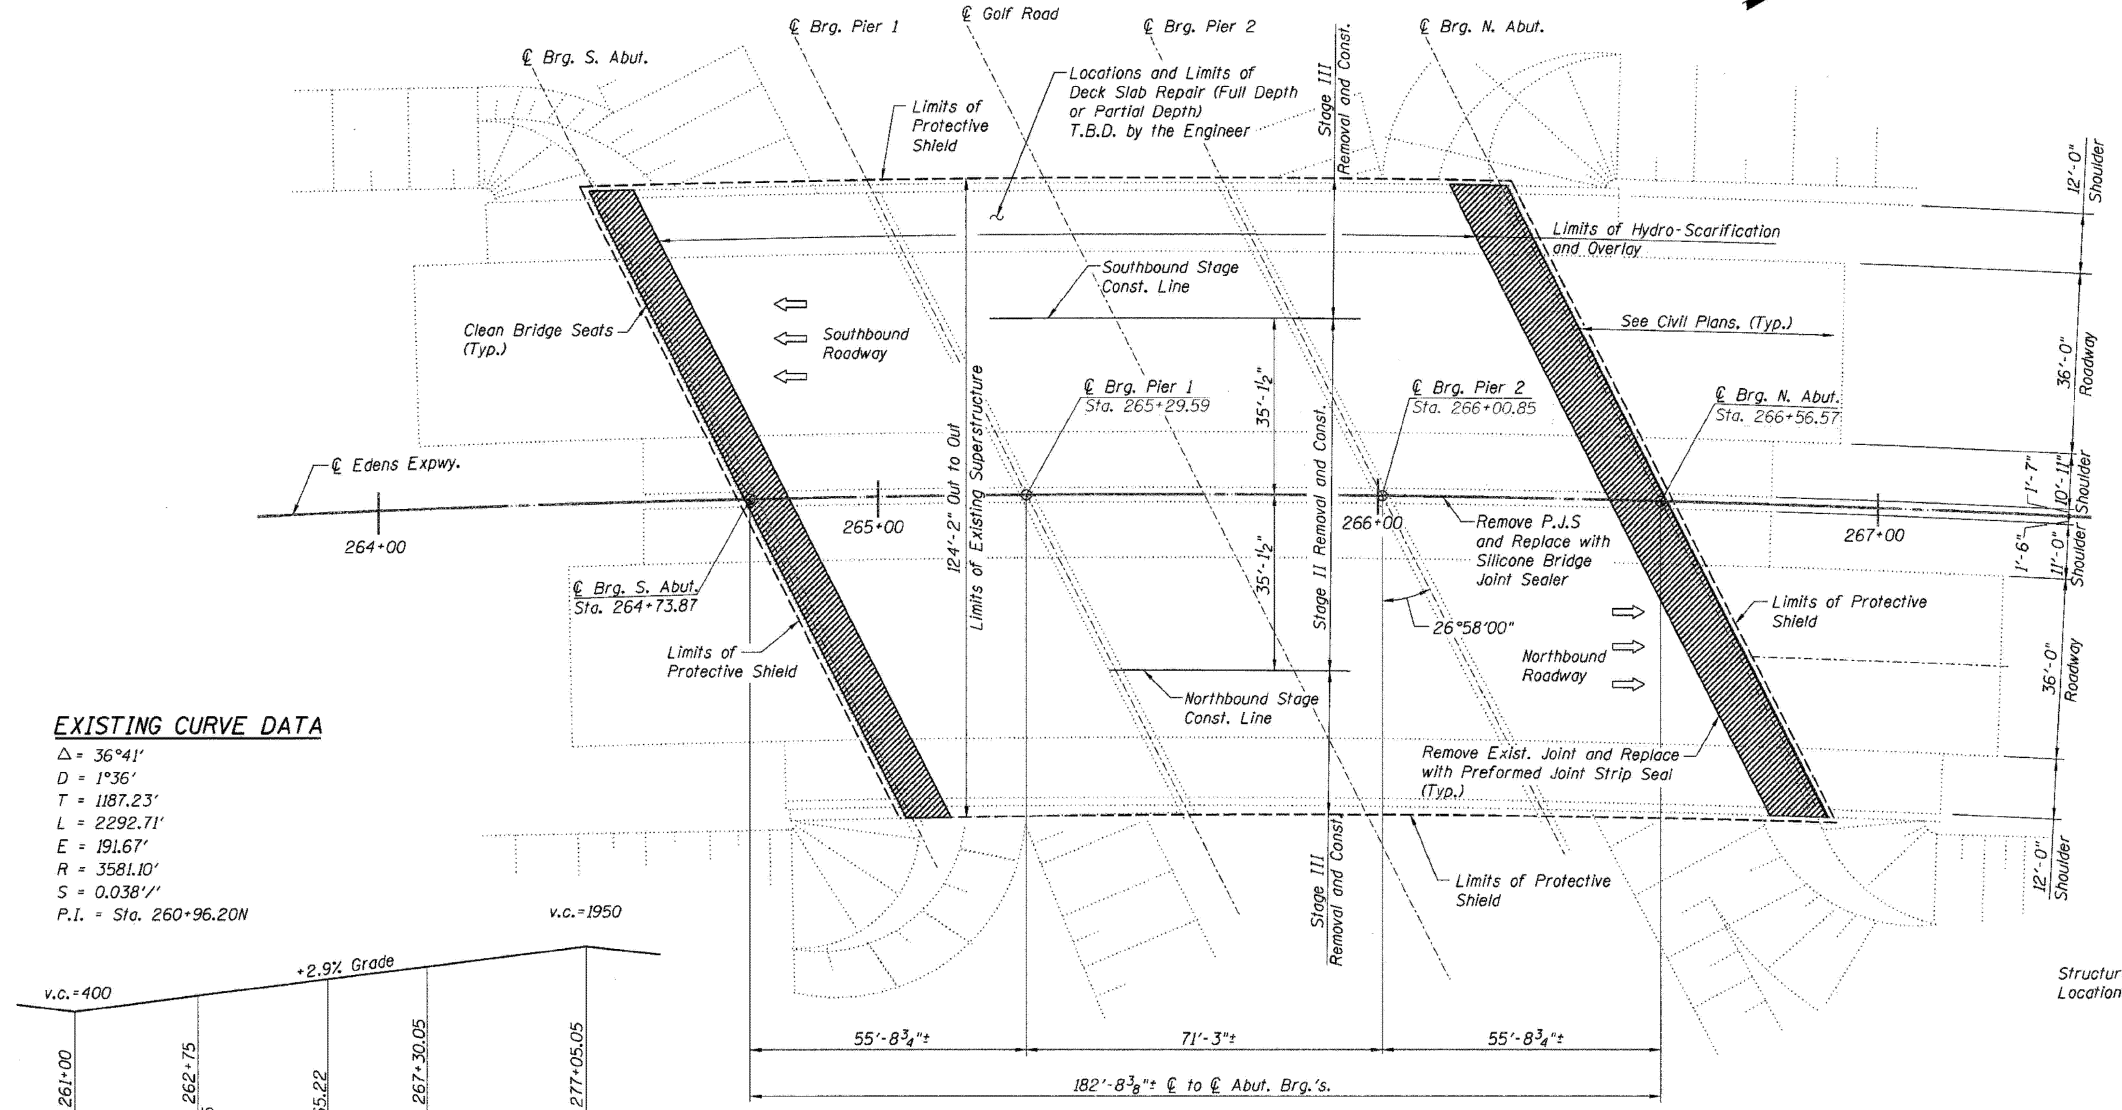 ℄ Brg. S. Abut.
℄ Brg. Pier 1
℄ Golf Road
℄ Brg. Pier 2
℄ Brg. N. Abut.
Stage III
Removal and Const.
Limits of
Protective
Shield
Locations and Limits of
Deck Slab Repair (Full Depth
or Partial Depth)
T.B.D. by the Engineer
12'-0"
Shoulder
Limits of Hydro-Scarification
and Overlay
Southbound Stage
Const. Line
Clean Bridge Seats
(Typ.)
Southbound
Roadway
See Civil Plans. (Typ.)
36'-0"
Roadway
124'-2" Out to Out
Limits of Existing Superstructure
35'-1½"
Stage II Removal and Const.
℄ Brg. Pier 1
Sta. 265+29.59
℄ Brg. Pier 2
Sta. 266+00.85
℄ Brg. N. Abut.
Sta. 266+56.57
℄ Edens Expwy.
264+00
265+00
266+00
267+00
1'-7"
10'-11"
Shoulder
1'-6"
11'-0"
Shoulder
Remove P.J.S
and Replace with
Silicone Bridge
Joint Sealer
35'-1½"
℄ Brg. S. Abut.
Sta. 264+73.87
Limits of
Protective Shield
26°58'00"
Limits of Protective
Shield
Northbound
Roadway
36'-0"
Roadway
Northbound Stage
Const. Line
Remove Exist. Joint and Replace
with Preformed Joint Strip Seal
(Typ.)
EXISTING CURVE DATA
Δ = 36°41'
D = 1°36'
T = 1187.23'
L = 2292.71'
E = 191.67'
R = 3581.10'
S = 0.038'/'
P.I. = Sta. 260+96.20N
Stage III
Removal and Const.
Limits of Protective
Shield
12'-0"
Shoulder
v.c.=1950
+2.9% Grade
v.c.=400
261+00
262+75
55.22
267+30.05
277+05.05
55'-8¾"±
71'-3"±
55'-8¾"±
182'-8⅜"± ℄ to ℄ Abut. Brg.'s.
Structur
Location